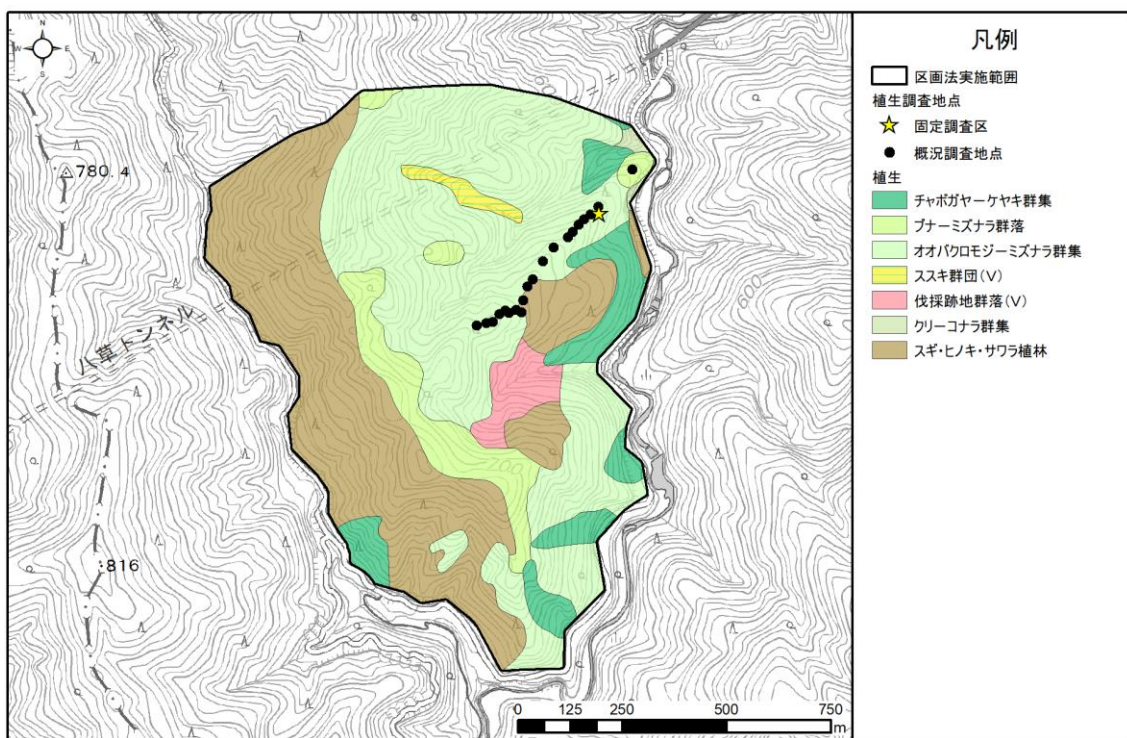 N
W E
S
600
780.4
八草トンネル
600
700
816
0 125 250 500 750
m
凡例
区画法実施範囲
植生調査地点
固定調査区
概況調査地点
植生
チャボガヤーケヤキ群集
ブナーミズナラ群落
オオバクロモジーミズナラ群集
ススキ群団(V)
伐採跡地群落(V)
クリーコナラ群集
スギ・ヒノキ・サワラ植林